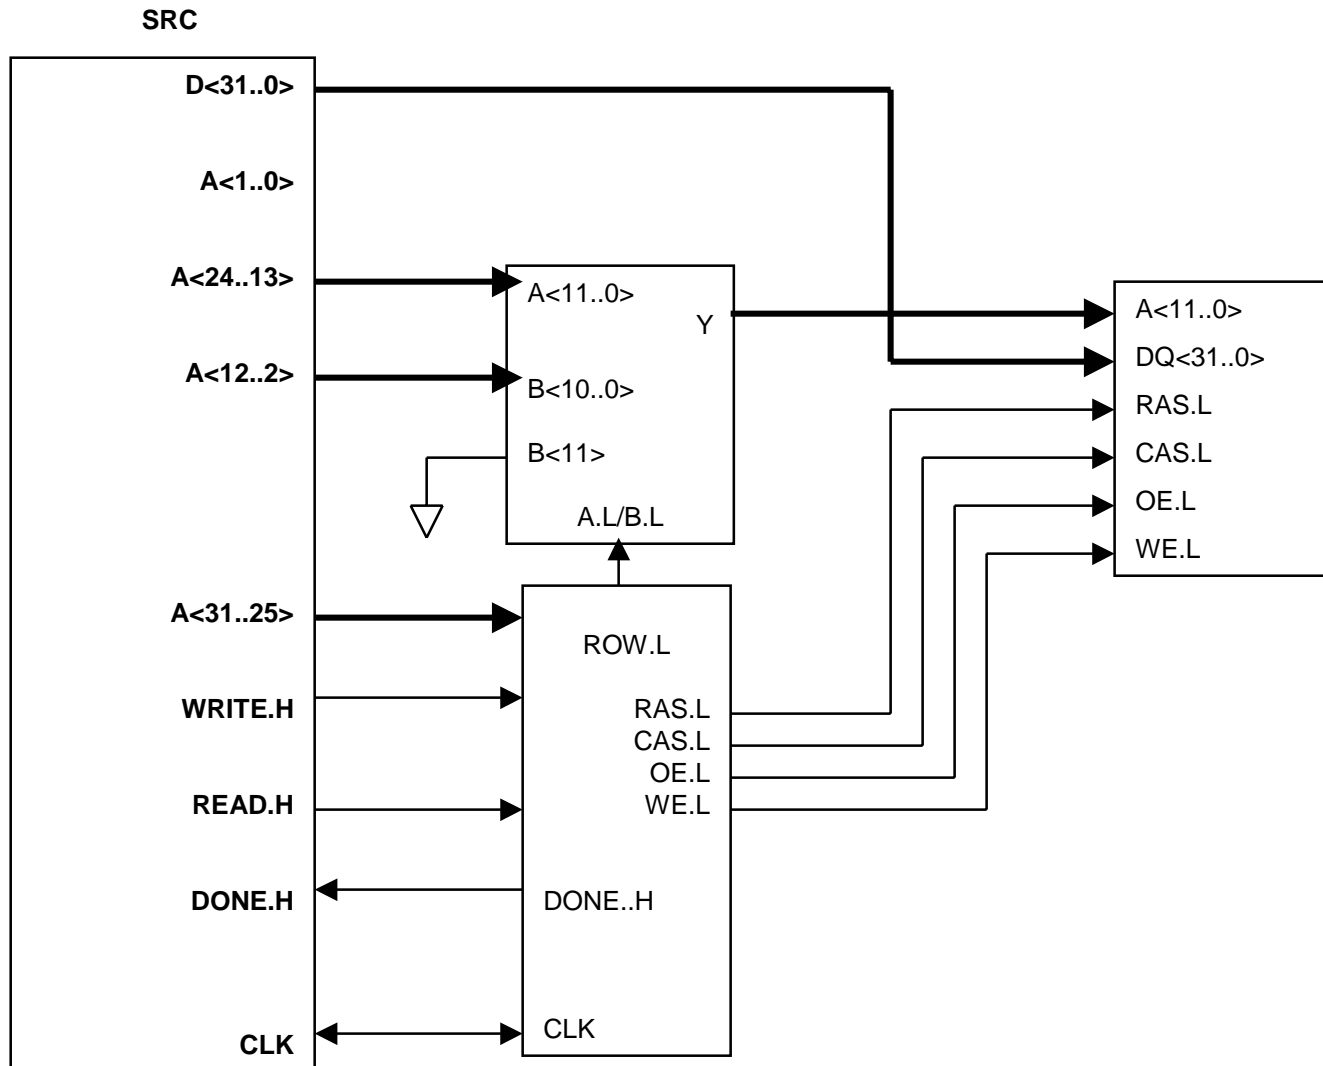 SRC
D<31..0>
A<1..0>
A<24..13>
A<12..2>
A<31..25>
WRITE.H
READ.H
DONE.H
CLK
A<11..0>
Y
B<10..0>
B<11>
A.L/B.L
ROW.L
RAS.L
CAS.L
OE.L
WE.L
DONE..H
CLK
A<11..0>
DQ<31..0>
RAS.L
CAS.L
OE.L
WE.L